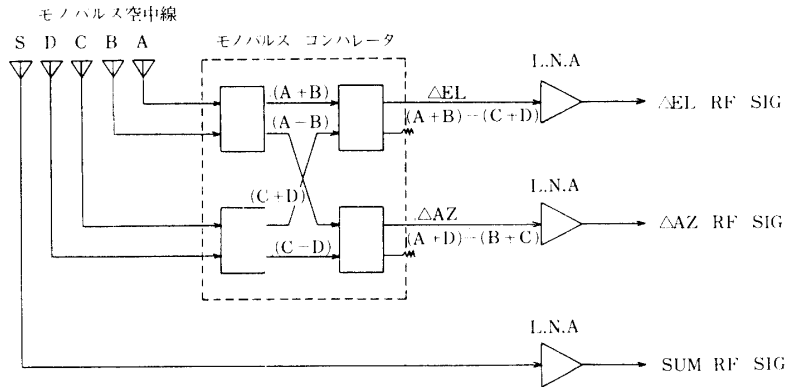 モノパルス空中線
S D C B A
モノパルス コンパレータ
L.N.A
(A+B)
△EL
△EL RF SIG
(A−B)
(A+B)−(C+D)
L.N.A
(C+D)
△AZ
△AZ RF SIG
(C−D)
(A+D)−(B+C)
L.N.A
SUM RF SIG